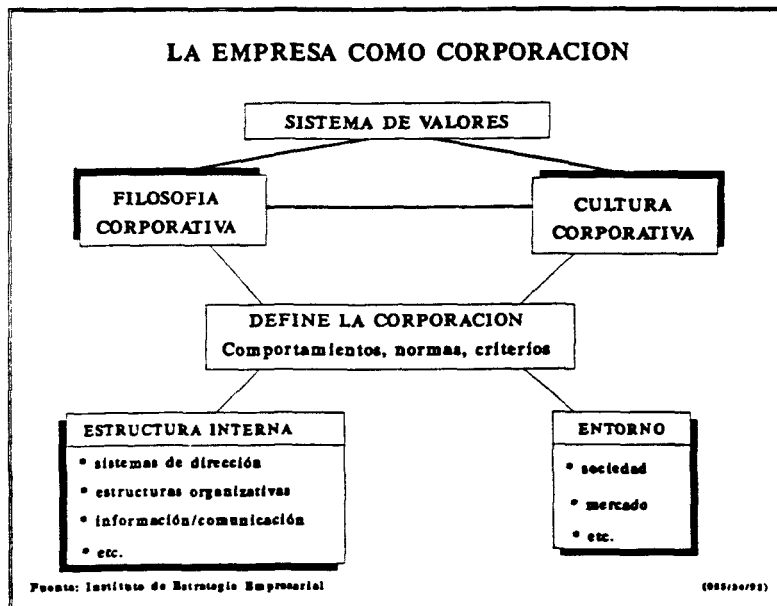 LA EMPRESA COMO CORPORACION
SISTEMA DE VALORES
FILOSOFIA
CORPORATIVA
CULTURA
CORPORATIVA
DEFINE LA CORPORACION
Comportamientos, normas, criterios
ESTRUCTURA INTERNA
* sistemas de dirección
* estructuras organizativas
* información/comunicación
* etc.
ENTORNO
* sociedad
* mercado
* etc.
Fuente: Instituto de Estrategia Empresarial